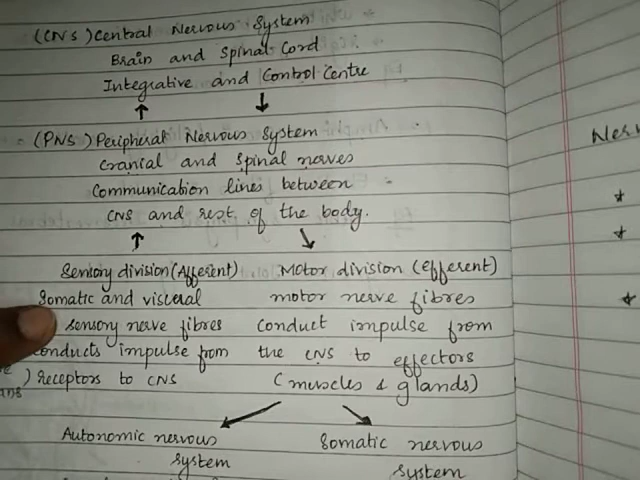 (CNS) Central Nervous System
Brain and Spinal Cord
Integrative and Control Centre
(PNS) Peripheral Nervous System
Cranial and Spinal nerves
Communication lines between
CNS and rest of the body.
Sensory division (Afferent)
Somatic and visceral
sensory nerve fibres
conducts impulse from
receptors to CNS
Motor division (Efferent)
motor nerve fibres
conduct impulse from
the CNS to effectors
(muscles & glands)
Autonomic nervous
system
Somatic nervous
system